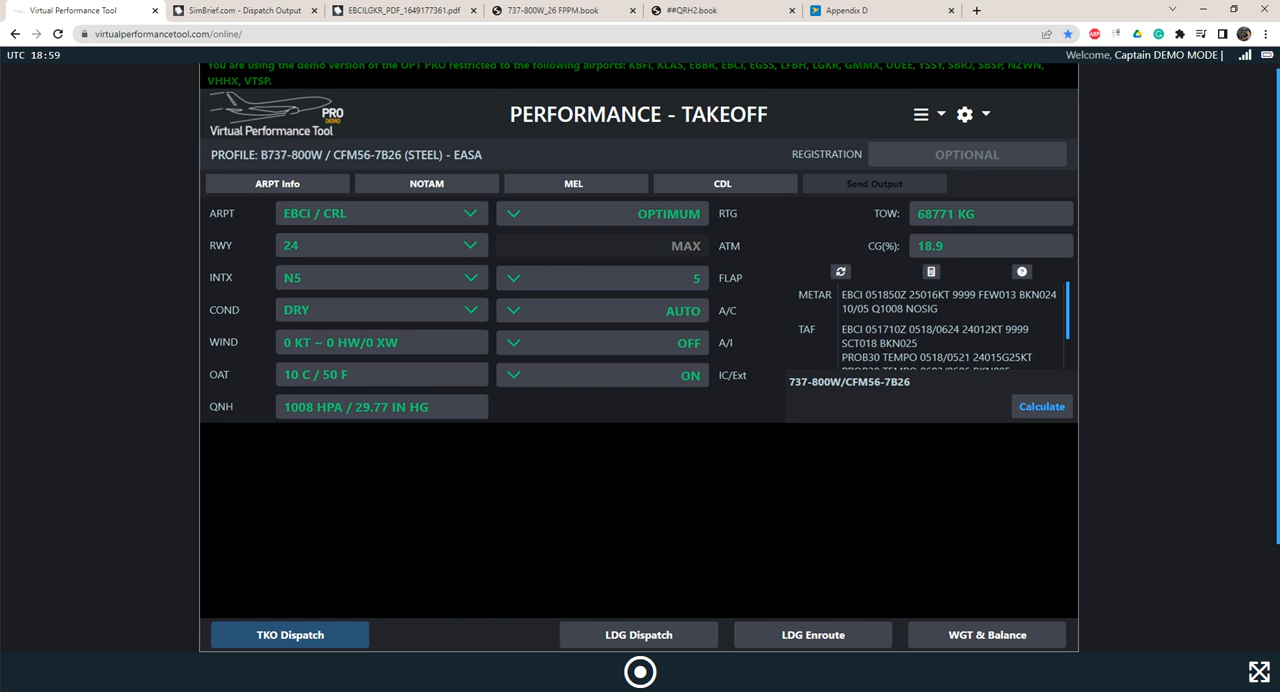 Virtual Performance Tool
SimBrief.com - Dispatch Output
EBCILGKR_PDF_1649177361.pdf
737-800W_26 FPPM.book
##QRH2.book
Appendix D
virtualperformancetool.com/online/
ABP
UTC 18:59
Welcome, Captain DEMO MODE |
You are using the demo version of the OPT PRO restricted to the following airports: KBFI, KLAS, EBBR, EBCI, EGSS, LFBH, LGKR, GMMX, UUEE, YSSY, SBRJ, SBSP, NZWN,
VHHX, VTSP.
PRO
DEMO
Virtual Performance Tool
PERFORMANCE - TAKEOFF
PROFILE: B737-800W / CFM56-7B26 (STEEL) - EASA
REGISTRATION OPTIONAL
ARPT Info NOTAM MEL CDL Send Output
ARPT EBCI / CRL OPTIMUM RTG TOW: 68771 KG
RWY 24 MAX ATM CG(%): 18.9
INTX N5 5 FLAP
COND DRY AUTO A/C
WIND 0 KT ~ 0 HW/0 XW OFF A/I
OAT 10 C / 50 F ON IC/Ext
QNH 1008 HPA / 29.77 IN HG
METAR EBCI 051850Z 25016KT 9999 FEW013 BKN024
10/05 Q1008 NOSIG
TAF EBCI 051710Z 0518/0624 24012KT 9999
SCT018 BKN025
PROB30 TEMPO 0518/0521 24015G25KT
737-800W/CFM56-7B26
Calculate
TKO Dispatch LDG Dispatch LDG Enroute WGT & Balance